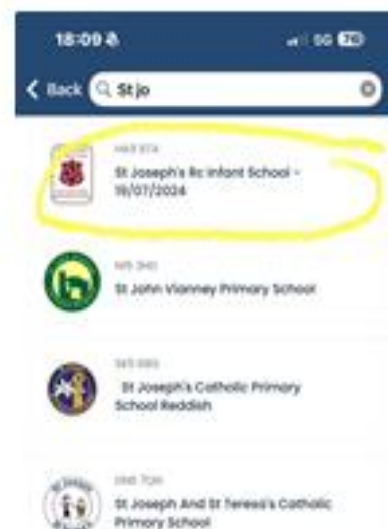 18:09
5G
Back
St jo
St Joseph's Rc Infant School -
19/07/2024
St John Vianney Primary School
St Joseph's Catholic Primary
School Reddish
St Joseph And St Teresa's Catholic
Primary School